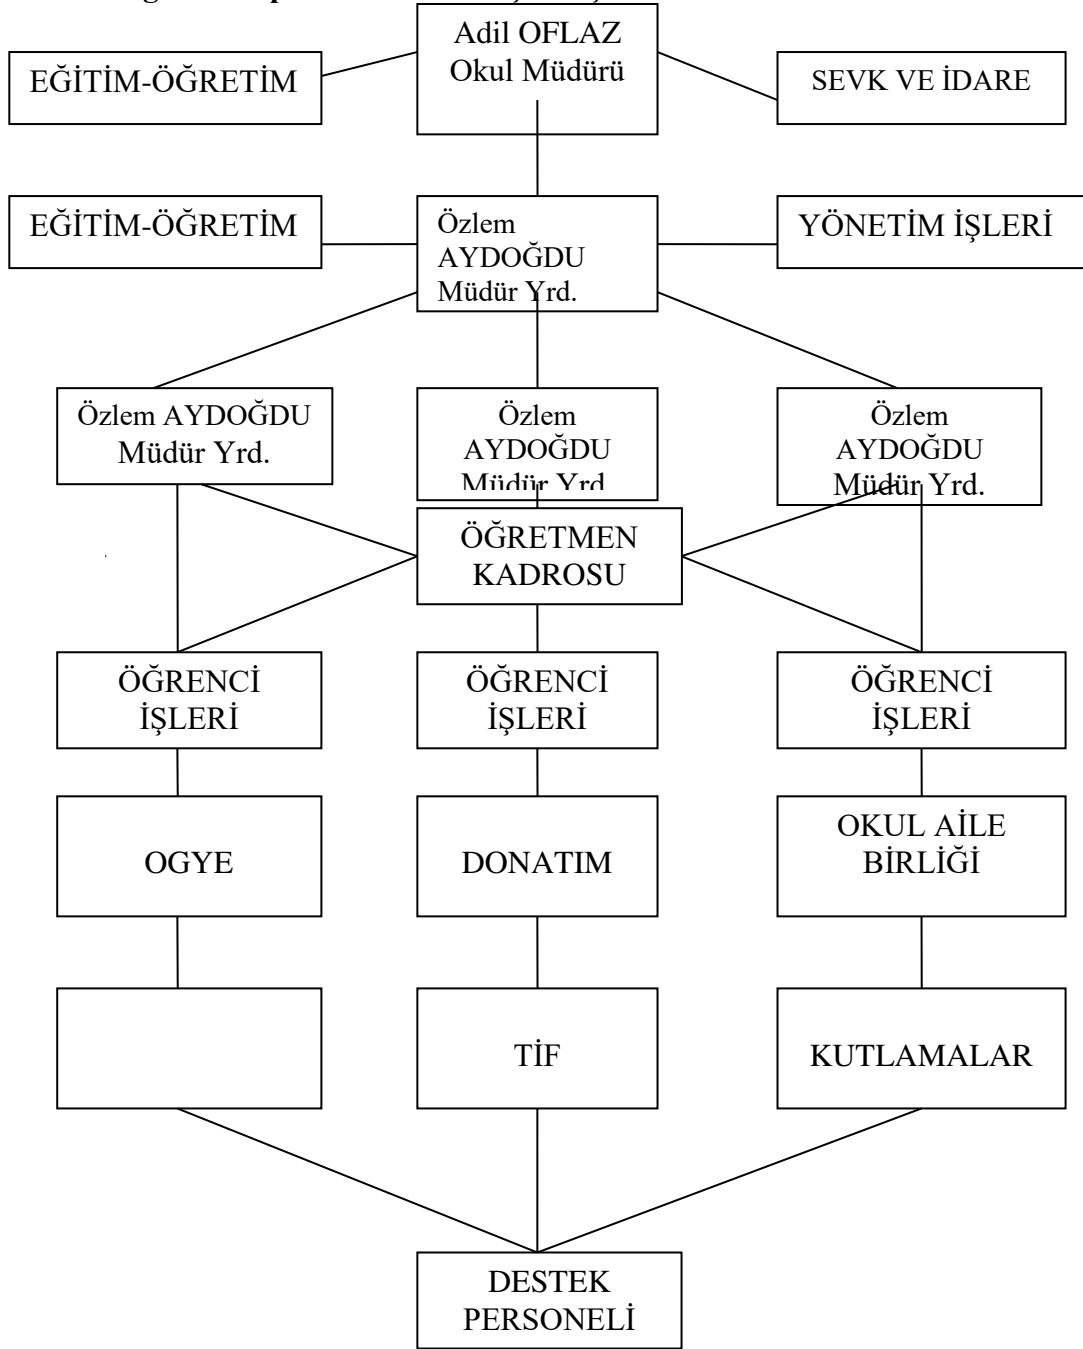 Adil OFLAZ
Okul Müdürü
EĞİTİM-ÖĞRETİM
SEVK VE İDARE
EĞİTİM-ÖĞRETİM
Özlem
AYDOĞDU
Müdür Yrd.
YÖNETİM İŞLERİ
Özlem AYDOĞDU
Müdür Yrd.
Özlem
AYDOĞDU
Müdür Yrd
Özlem
AYDOĞDU
Müdür Yrd.
ÖĞRETMEN
KADROSU
ÖĞRENCİ
İŞLERİ
ÖĞRENCİ
İŞLERİ
ÖĞRENCİ
İŞLERİ
OGYE
DONATIM
OKUL AİLE
BİRLİĞİ
TİF
KUTLAMALAR
DESTEK
PERSONELİ